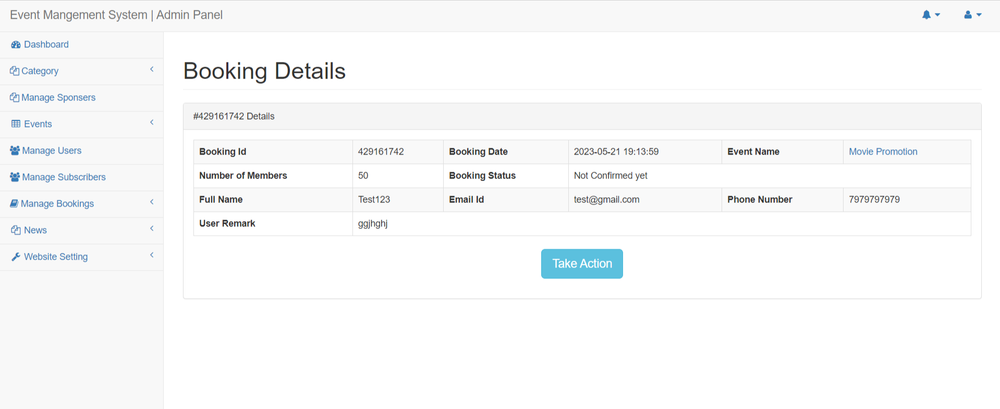 Event Mangement System | Admin Panel
Dashboard
Category
Manage Sponsers
Events
Manage Users
Manage Subscribers
Manage Bookings
News
Website Setting
Booking Details
#429161742 Details
Booking Id 429161742 Booking Date 2023-05-21 19:13:59 Event Name Movie Promotion
Number of Members 50 Booking Status Not Confirmed yet
Full Name Test123 Email Id test@gmail.com Phone Number 7979797979
User Remark ggjhghj
Take Action